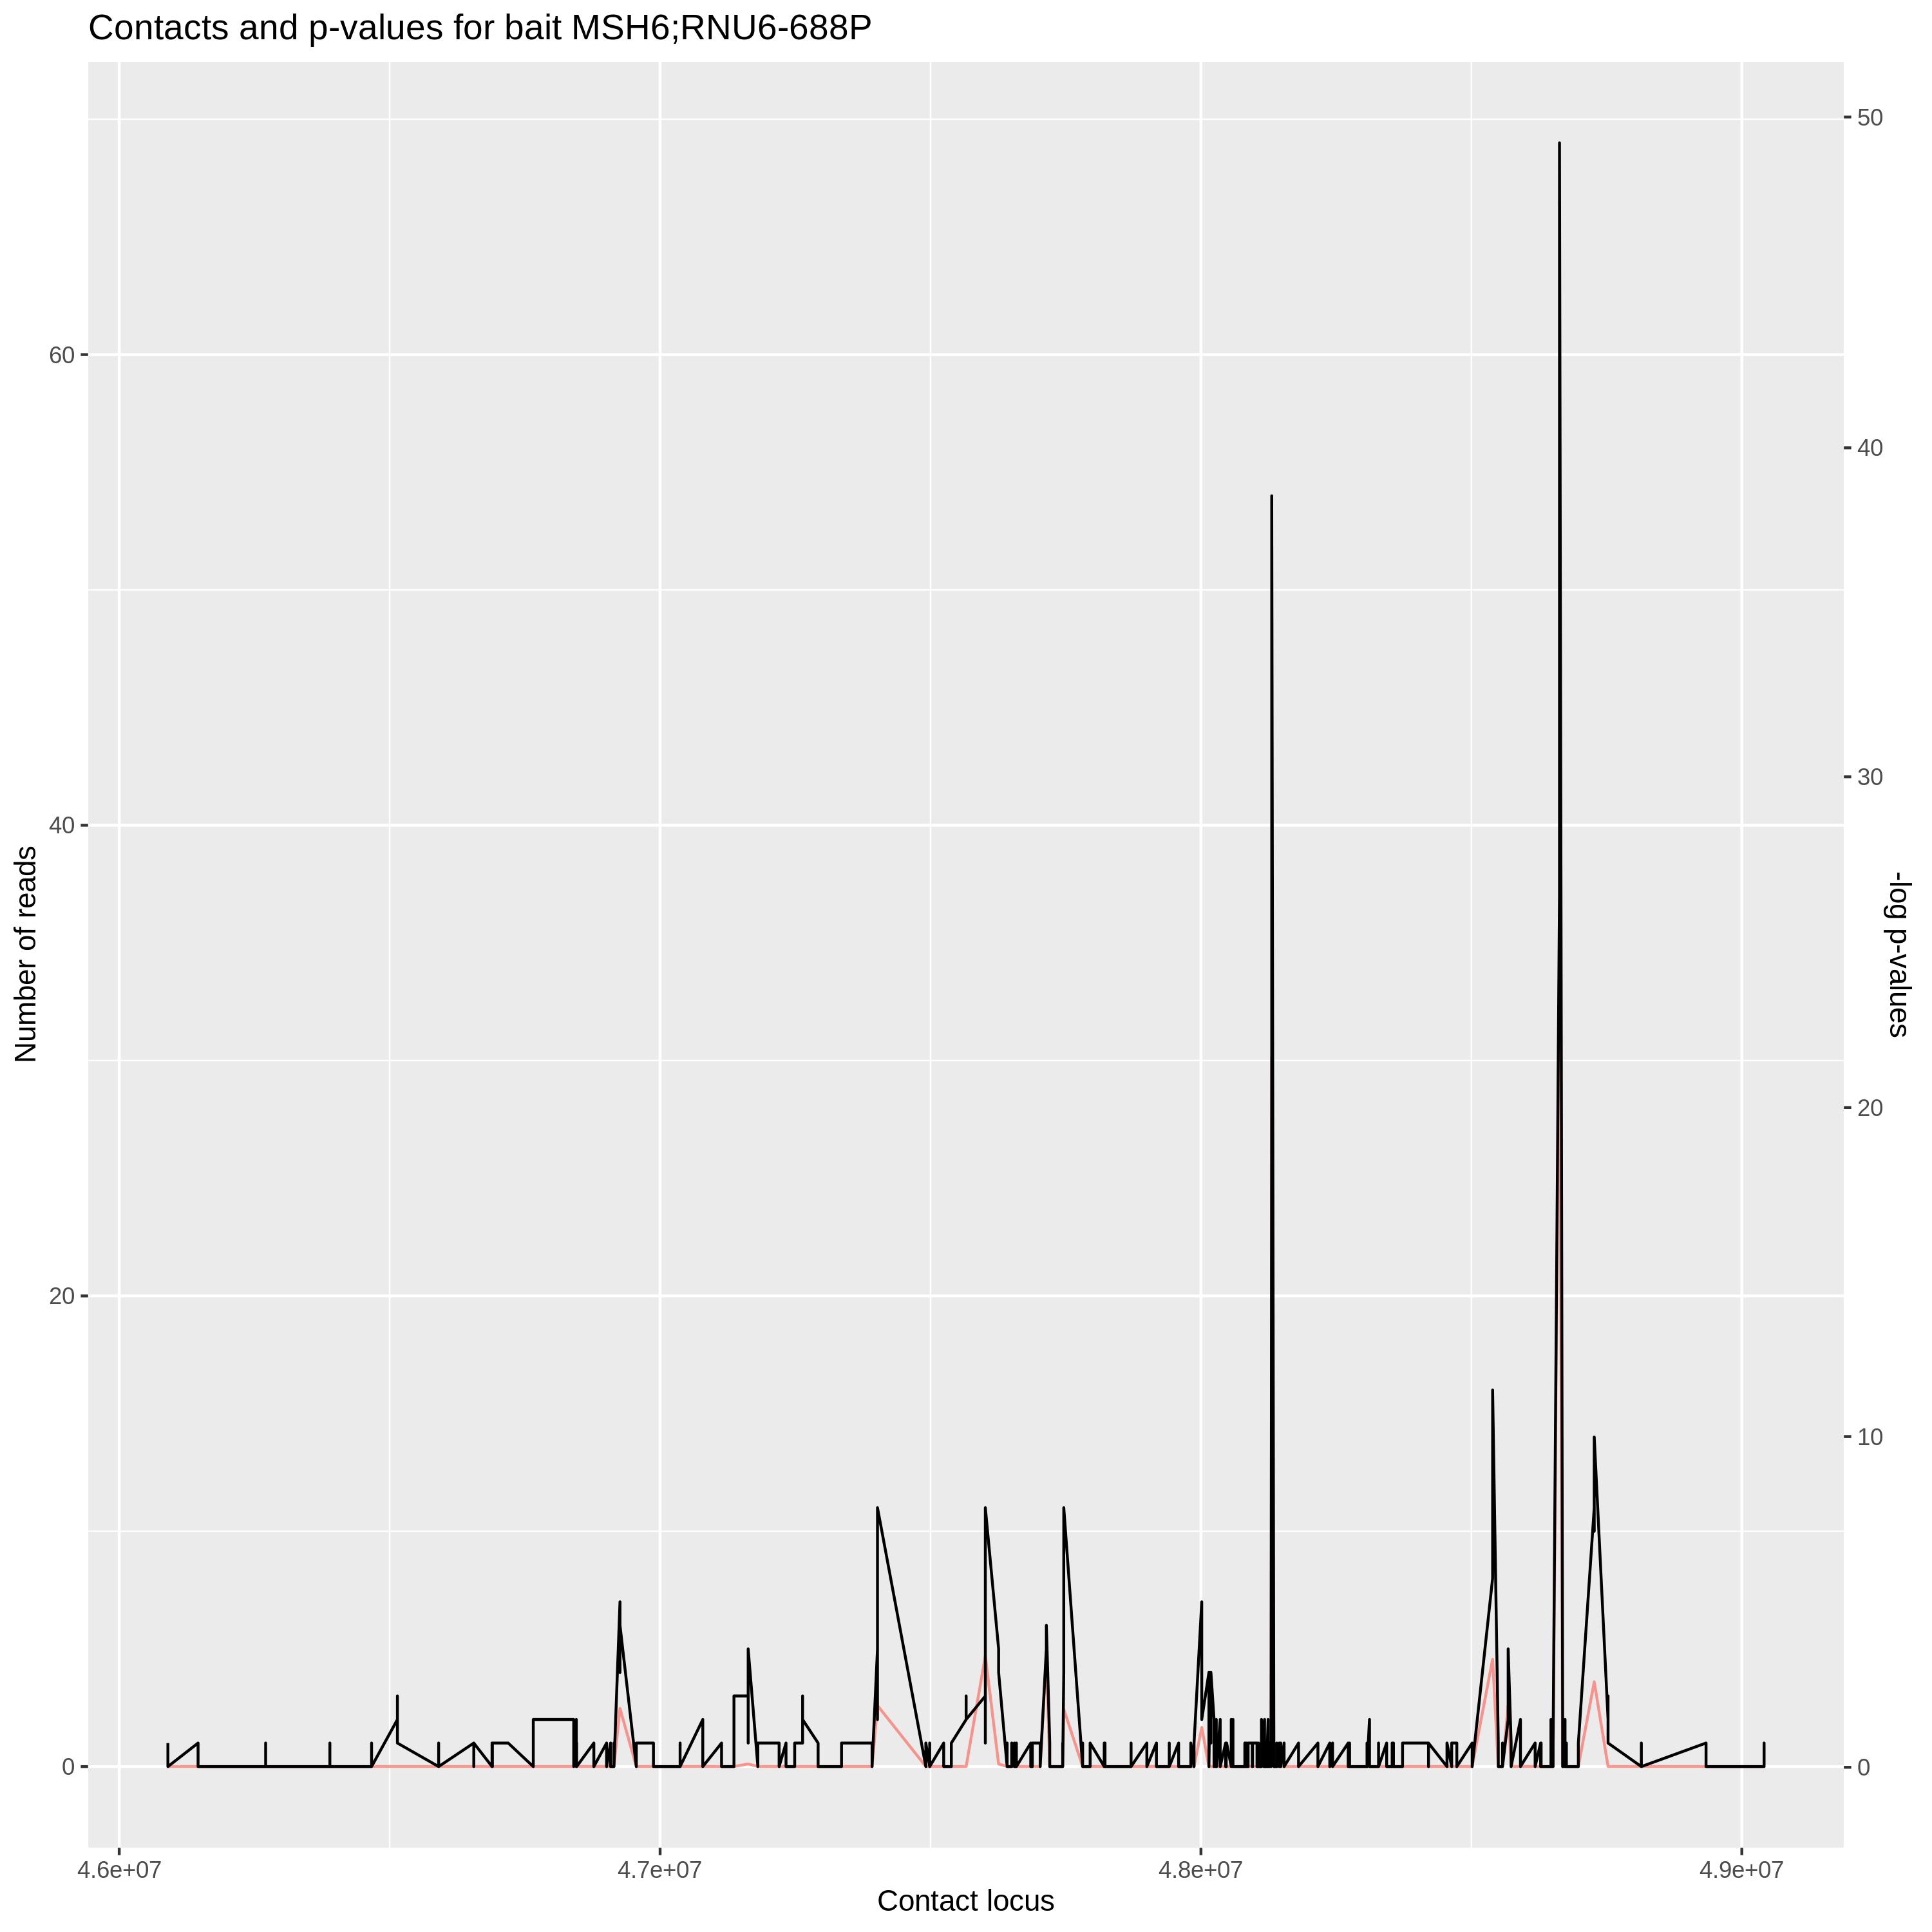 Contacts and p-values for bait MSH6;RNU6-688P
50
60
40
30
40
20
20
10
0
0
Number of reads
-log p-values
4.6e+07
4.7e+07
4.8e+07
4.9e+07
Contact locus